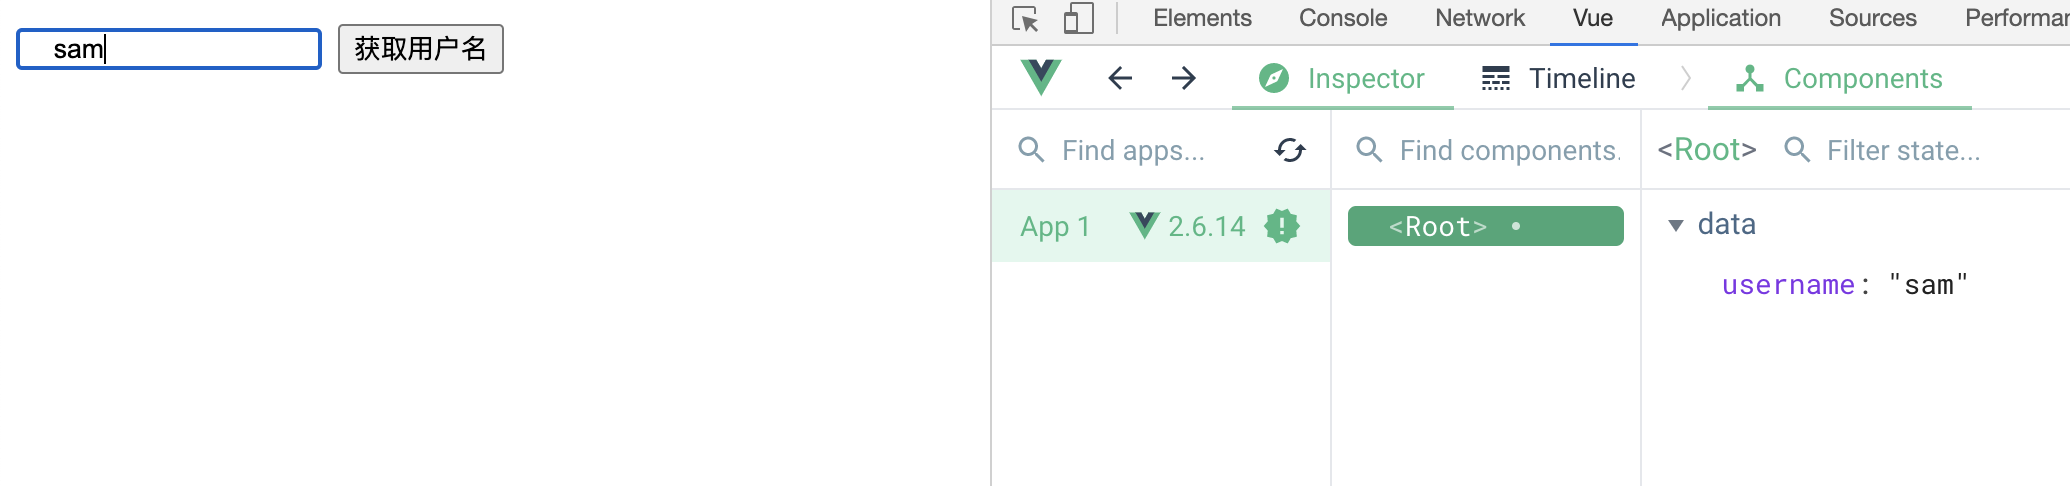 sam 获取用户名
Elements Console Network Vue Application Sources Performan
Inspector Timeline Components
Find apps... Find components. <Root> Filter state...
App 1 2.6.14 <Root> data
username: "sam"